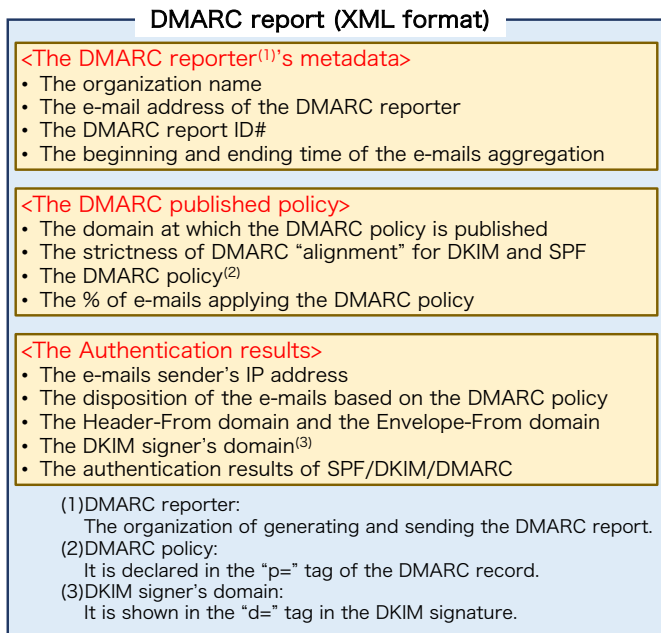 DMARC report (XML format)
<The DMARC reporter(1)'s metadata>
• The organization name
• The e-mail address of the DMARC reporter
• The DMARC report ID#
• The beginning and ending time of the e-mails aggregation
<The DMARC published policy>
• The domain at which the DMARC policy is published
• The strictness of DMARC “alignment” for DKIM and SPF
• The DMARC policy(2)
• The % of e-mails applying the DMARC policy
<The Authentication results>
• The e-mails sender's IP address
• The disposition of the e-mails based on the DMARC policy
• The Header-From domain and the Envelope-From domain
• The DKIM signer's domain(3)
• The authentication results of SPF/DKIM/DMARC
(1)DMARC reporter:
The organization of generating and sending the DMARC report.
(2)DMARC policy:
It is declared in the “p=” tag of the DMARC record.
(3)DKIM signer's domain:
It is shown in the “d=” tag in the DKIM signature.